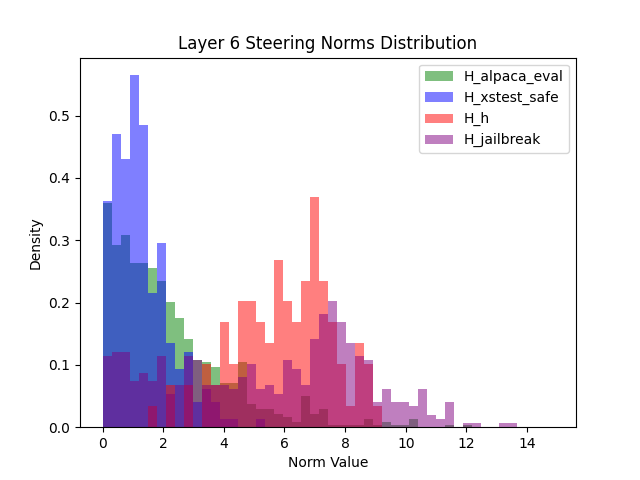 Layer 6 Steering Norms Distribution
H_alpaca_eval
H_xstest_safe
H_h
H_jailbreak
Density
0.5
0.4
0.3
0.2
0.1
0.0
0 2 4 6 8 10 12 14
Norm Value